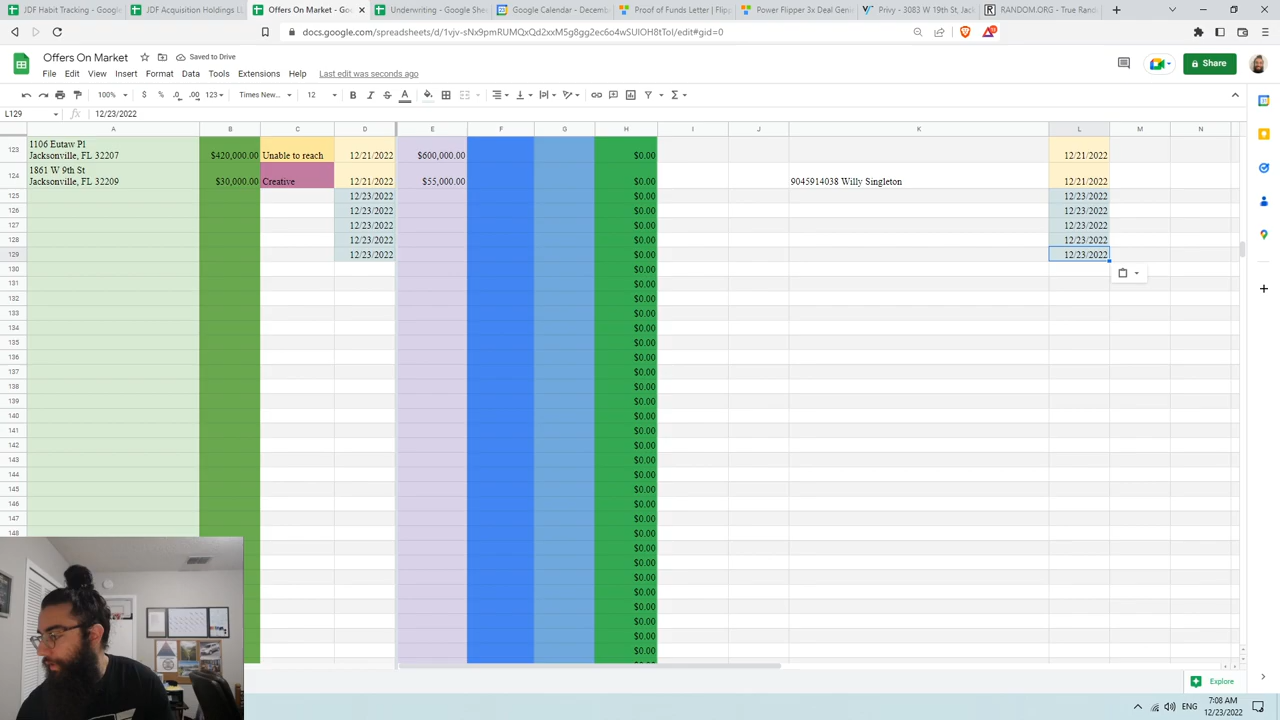 JDF Habit Tracking - Google
JDF Acquisition Holdings LL
Offers On Market - Goo
Underwriting - Google She
Google Calendar - Decemb
Proof of Funds Letter | Flipp
Power Flipper 3x Deal Gene
Privy - 3083 W 19th St, Jack
RANDOM.ORG - True Rand
docs.google.com/spreadsheets/d/1vjv-sNx9pmRUMQxQd2xxM5g8gg2ec6o4wSUIOH8tToI/edit#gid=0
Offers On Market
Saved to Drive
File Edit View Insert Format Data Tools Extensions Help Last edit was seconds ago
Share
100% $ % .0 .00 123 Times New... 12
L129 12/23/2022
A B C D E F G H I J K L M N
1106 Eutaw Pl
123 Jacksonville, FL 32207 $420,000.00 Unable to reach 12/21/2022 $600,000.00 $0.00 12/21/2022
1861 W 9th St
124 Jacksonville, FL 32209 $30,000.00 Creative 12/21/2022 $55,000.00 $0.00 9045914038 Willy Singleton 12/21/2022
125 12/23/2022 $0.00 12/23/2022
126 12/23/2022 $0.00 12/23/2022
127 12/23/2022 $0.00 12/23/2022
128 12/23/2022 $0.00 12/23/2022
129 12/23/2022 $0.00 12/23/2022
130 $0.00
131 $0.00
132 $0.00
133 $0.00
134 $0.00
135 $0.00
136 $0.00
137 $0.00
138 $0.00
139 $0.00
140 $0.00
141 $0.00
142 $0.00
143 $0.00
144 $0.00
145 $0.00
146 $0.00
147 $0.00
148 $0.00
$0.00
$0.00
$0.00
$0.00
$0.00
$0.00
$0.00
$0.00
Explore
ENG
7:08 AM
12/23/2022